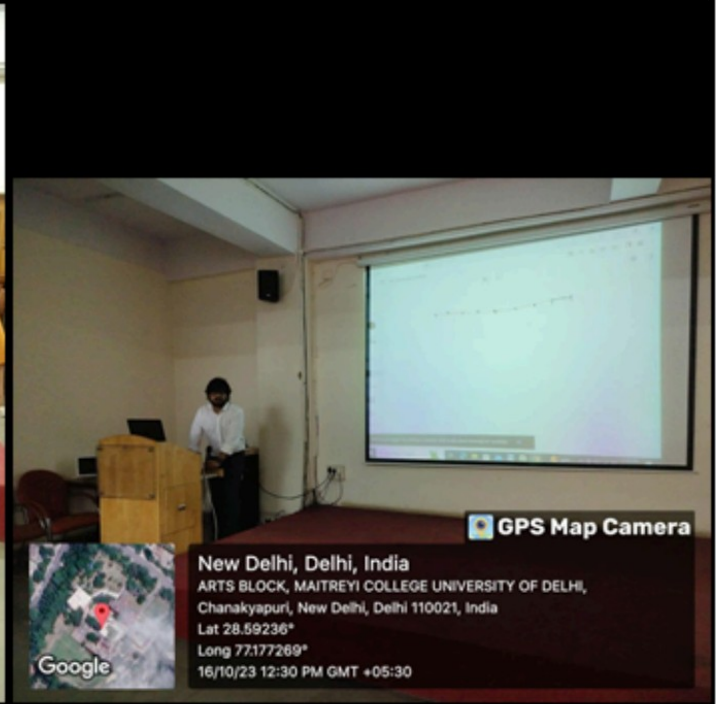 GPS Map Camera
New Delhi, Delhi, India
ARTS BLOCK, MAITREYI COLLEGE UNIVERSITY OF DELHI,
Chanakyapuri, New Delhi, Delhi 110021, India
Lat 28.59236°
Long 77.177269°
16/10/23 12:30 PM GMT +05:30
Google